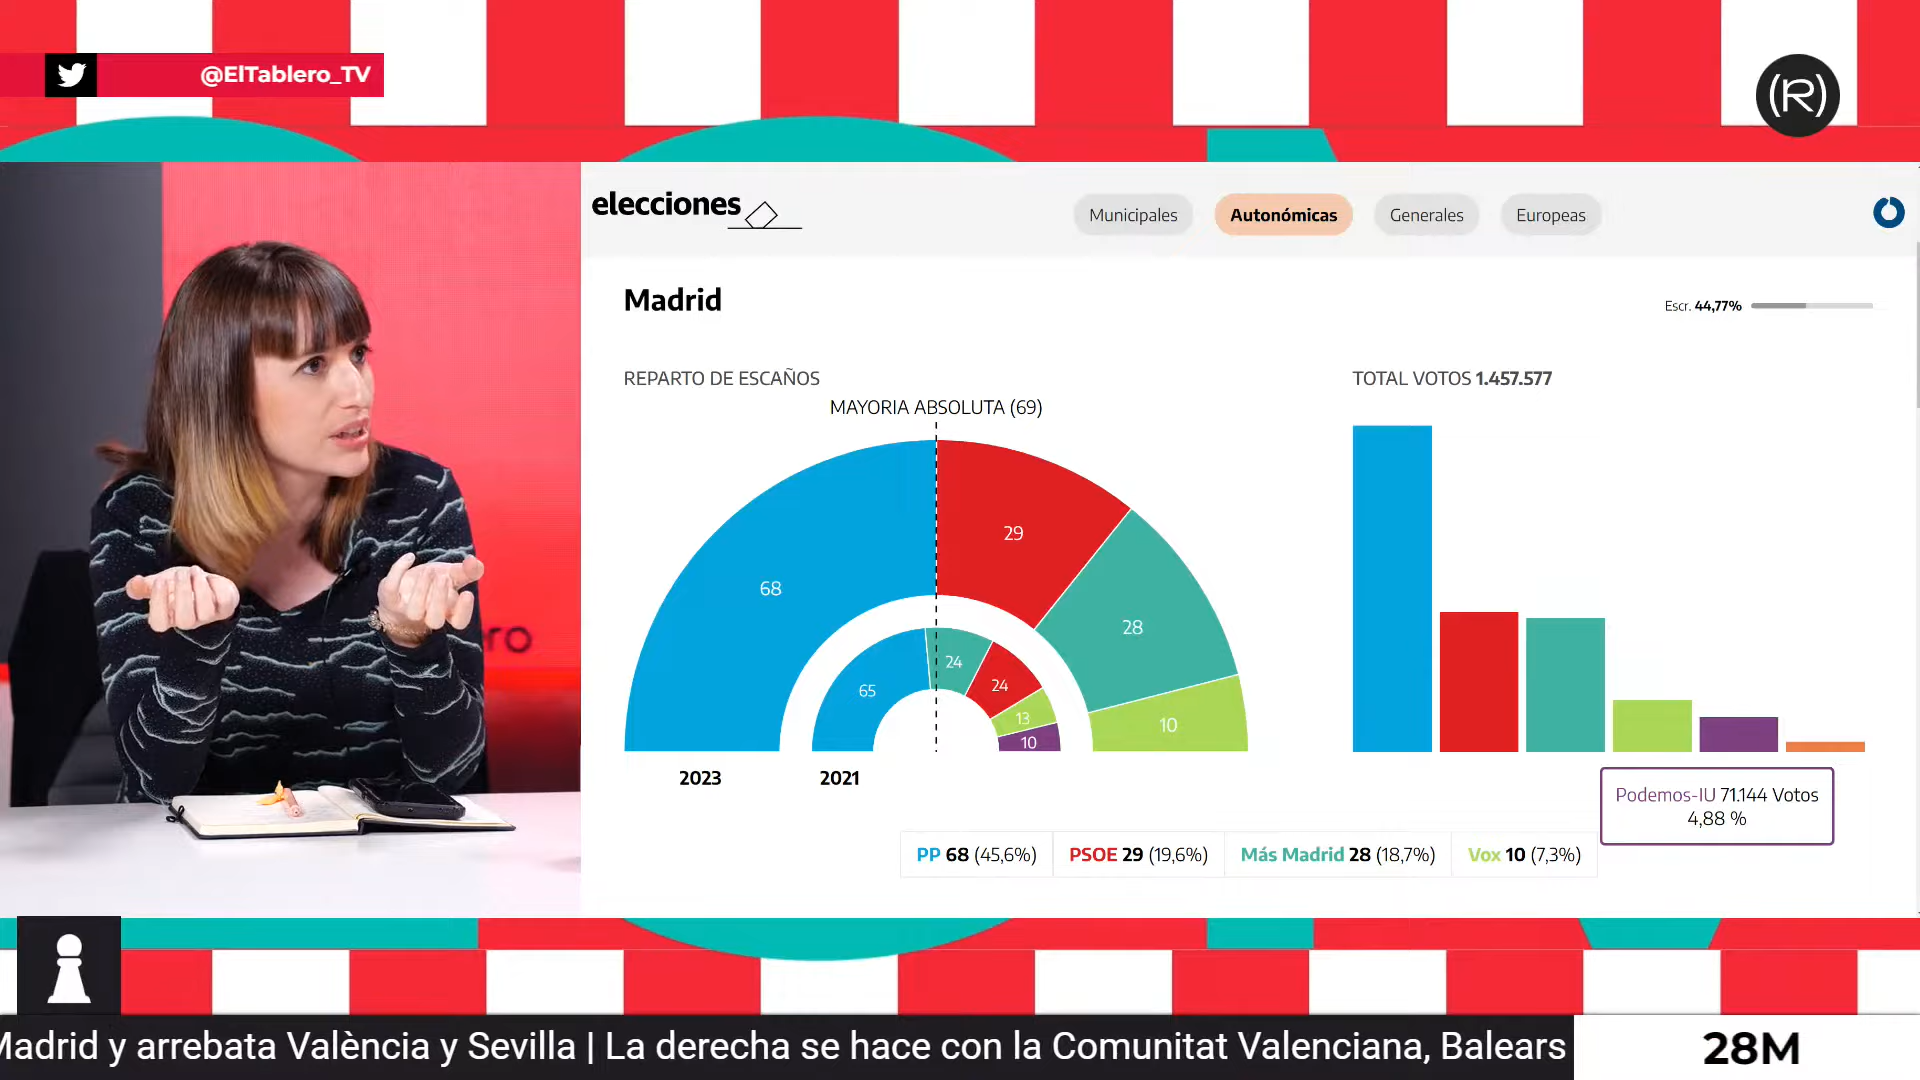 @ElTablero_TV
(R)
elecciones
Municipales
Autonómicas
Generales
Europeas
Madrid
Escr. 44,77%
REPARTO DE ESCAÑOS
TOTAL VOTOS 1.457.577
MAYORIA ABSOLUTA (69)
68
29
28
10
65
24
24
13
10
2023
2021
Podemos-IU 71.144 Votos
4,88 %
PP 68 (45,6%)
PSOE 29 (19,6%)
Más Madrid 28 (18,7%)
Vox 10 (7,3%)
ero
Madrid y arrebata València y Sevilla | La derecha se hace con la Comunitat Valenciana, Balears
28M